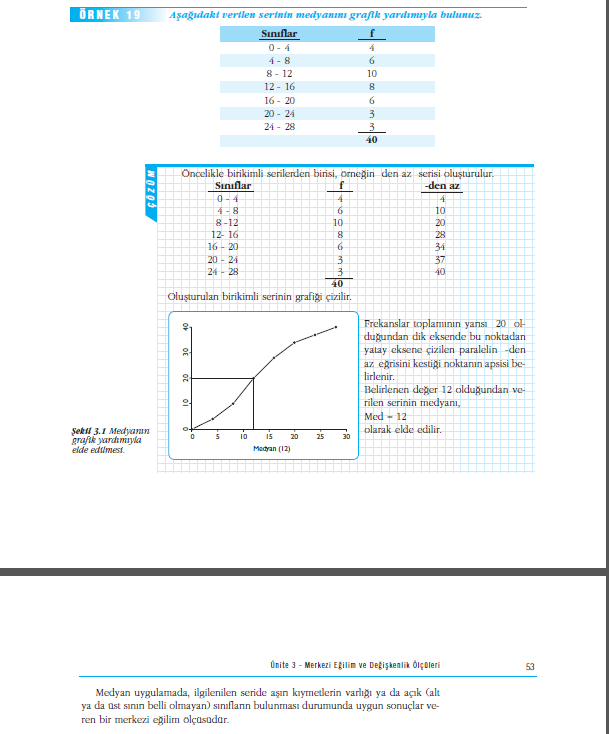 ÖRNEK 19 Aşağıdaki verilen serinin medyanını grafik yardımıyla bulunuz.
Sınıflar f
0 - 4 4
4 - 8 6
8 - 12 10
12 - 16 8
16 - 20 6
20 - 24 3
24 - 28 3
40
ÇÖZÜM
Öncelikle birikimli serilerden birisi, örneğin den az serisi oluşturulur.
Sınıflar f -den az
0 - 4 4 4
4 - 8 6 10
8 -12 10 20
12- 16 8 28
16 - 20 6 34
20 - 24 3 37
24 - 28 3 40
40
Oluşturulan birikimli serinin grafiği çizilir.
40
30
20
10
0
0 5 10 15 20 25 30
Medyan (12)
Frekanslar toplamının yarısı 20 ol-
duğundan dik eksende bu noktadan
yatay eksene çizilen paralelin -den
az eğrisini kestiği noktanın apsisi be-
lirlenir.
Belirlenen değer 12 olduğundan ve-
rilen serinin medyanı,
Med = 12
olarak elde edilir.
Şekil 3.1 Medyanın
grafik yardımıyla
elde edilmesi.
Ünite 3 - Merkezi Eğilim ve Değişkenlik Ölçüleri 53
Medyan uygulamada, ilgilenilen seride aşırı kıymetlerin varlığı ya da açık (alt
ya da üst sınırı belli olmayan) sınıfların bulunması durumunda uygun sonuçlar ve-
ren bir merkezi eğilim ölçüsüdür.